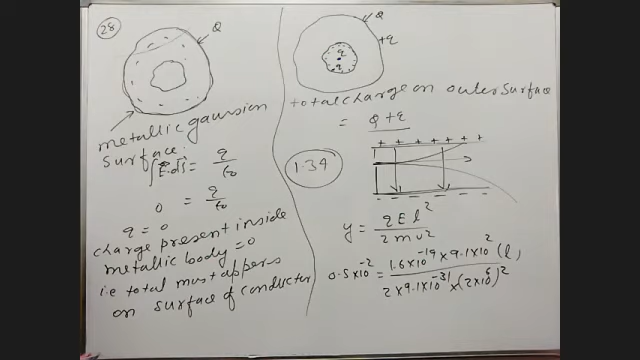 28
Q
metallic gaussian
surface:
∫E⃗.ds⃗ = q/ε₀
0 = q/ε₀
q = 0
charge present inside
metallic body = 0
i.e total must appers
on surface of conductor
Q
+q
q
total charge on outer surface
= Q+q
1.34
+ + + + + + +
y = qEl²/2mv²
0.5×10⁻² = 1.6×10⁻¹⁹×9.1×10²(l)/2×9.1×10⁻³¹×(2×10⁶)²